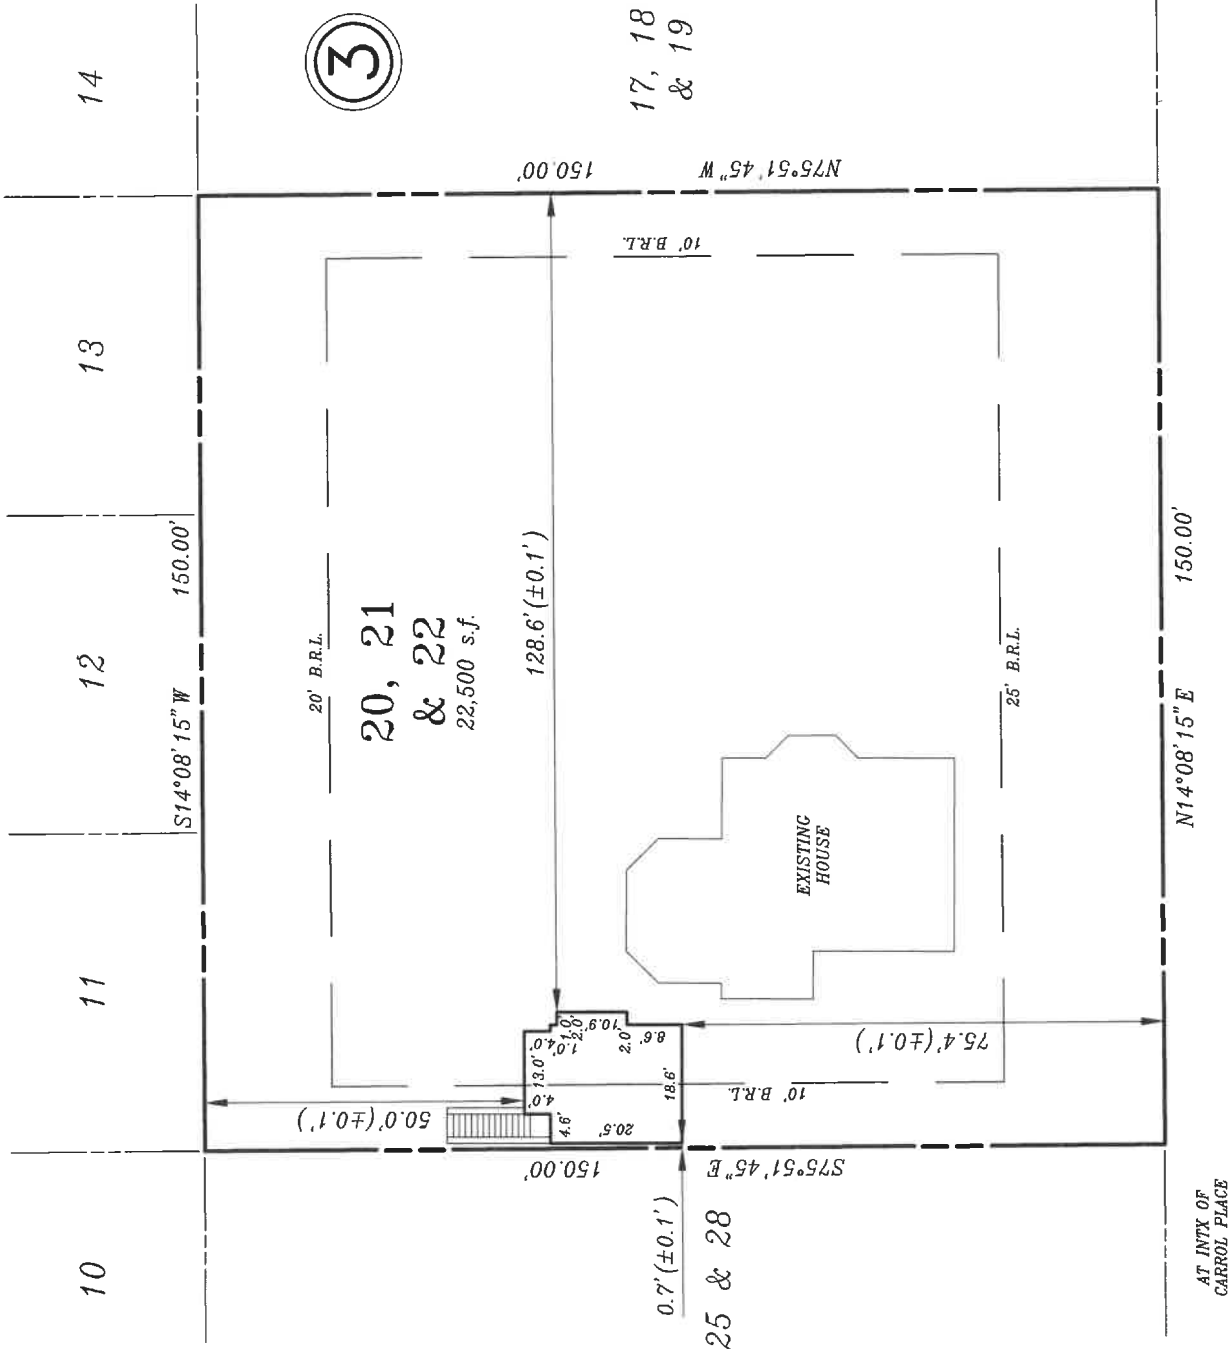 14
3
17, 18
& 19
150.00'
N75°51'45" W
10' B.R.L.
13
12
S14°08'15" W
150.00'
20' B.R.L.
20, 21
& 22
22,500 s.f.
128.6' (±0.1')
25' B.R.L.
N14°08'15" E
150.00'
EXISTING
HOUSE
11
50.0' (±0.1')
13.0'
4.0'
4.0'
1.0'
1.0'
2.0'
10.9'
2.0'
8.6'
18.6'
4.6'
20.5'
10' B.R.L.
75.4' (±0.1')
150.00'
S75°51'45" E
0.7' (±0.1')
25 & 28
10
AT INTX OF
CARROL PLACE